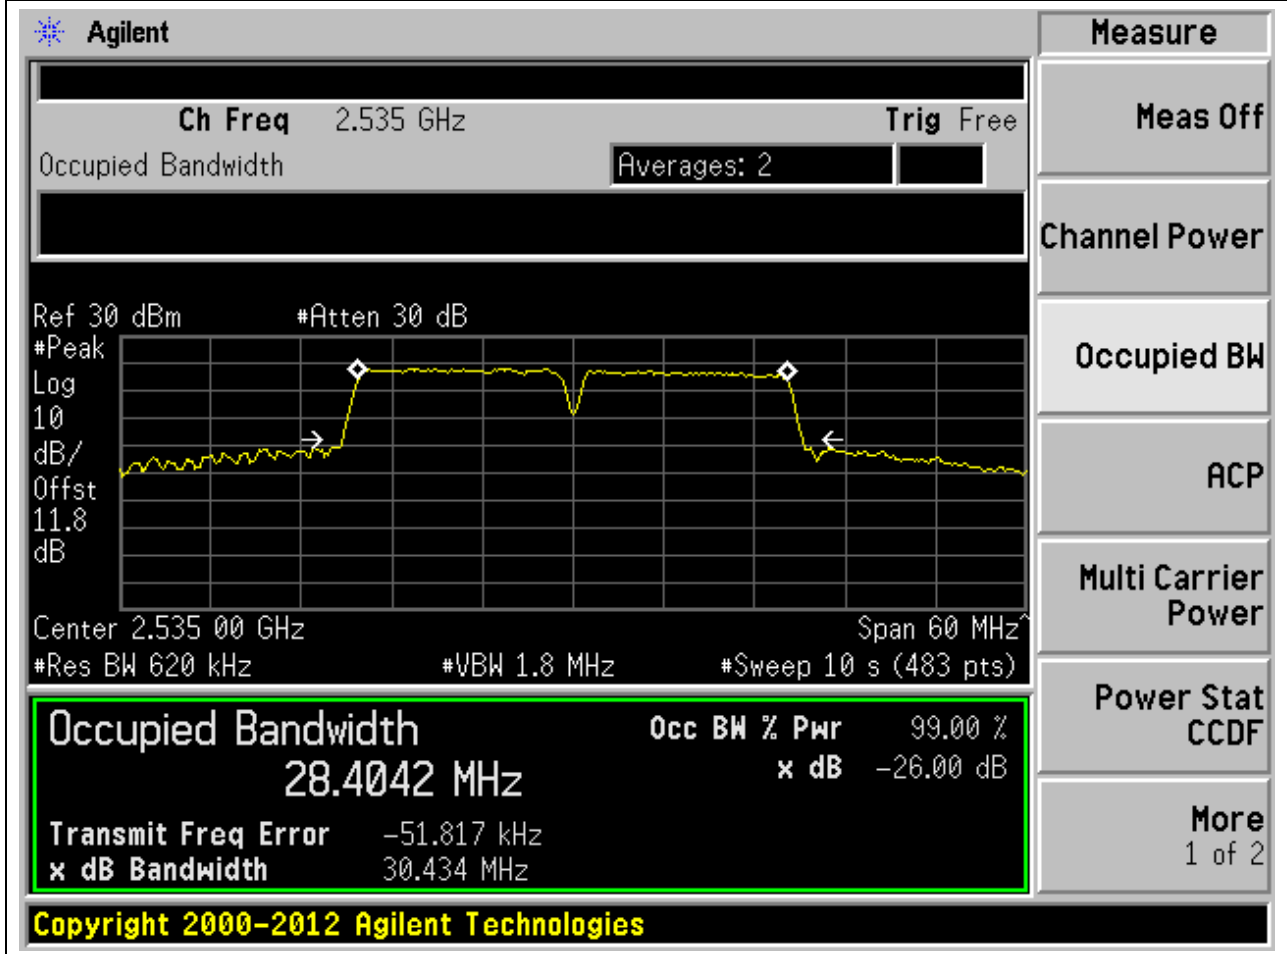 Agilent
Measure
Ch Freq 2.535 GHz Trig Free
Occupied Bandwidth Averages: 2
Meas Off
Channel Power
Ref 30 dBm #Atten 30 dB
#Peak
Log
10
dB/
Offst
11.8
dB
Occupied BW
ACP
Center 2.535 00 GHz Span 60 MHz^
#Res BW 620 kHz #VBW 1.8 MHz #Sweep 10 s (483 pts)
Multi Carrier
Power
Occupied Bandwidth Occ BW % Pwr 99.00 %
28.4042 MHz x dB -26.00 dB
Transmit Freq Error -51.817 kHz
x dB Bandwidth 30.434 MHz
Power Stat
CCDF
More
1 of 2
Copyright 2000-2012 Agilent Technologies